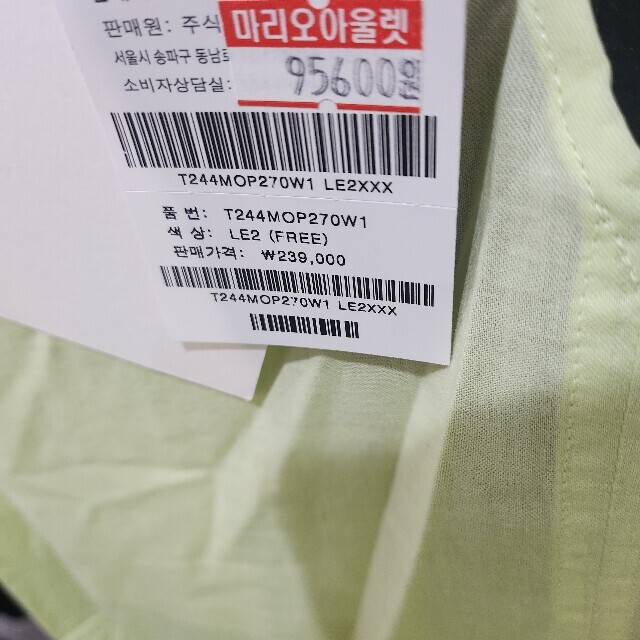 판매원: 주식
마리오아울렛
서울시 송파구 동남로
95600원
소비자상담실:
T244MOP270W1 LE2XXX
품 번: T244MOP270W1
색 상: LE2 (FREE)
판매가격: ₩239,000
T244MOP270W1 LE2XXX